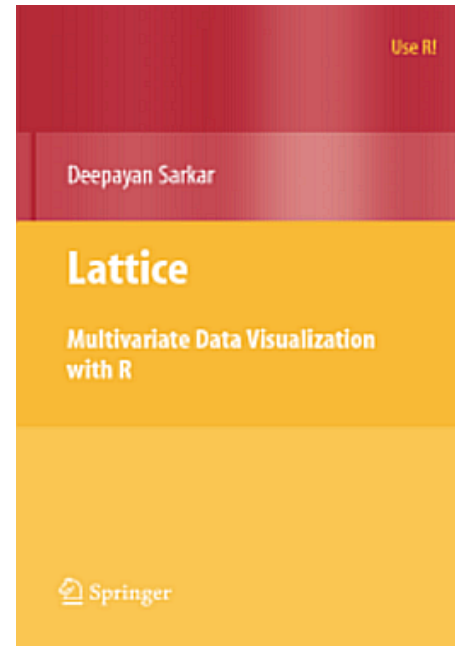 Use R!
Deepayan Sarkar
Lattice
Multivariate Data Visualization
with R
Springer